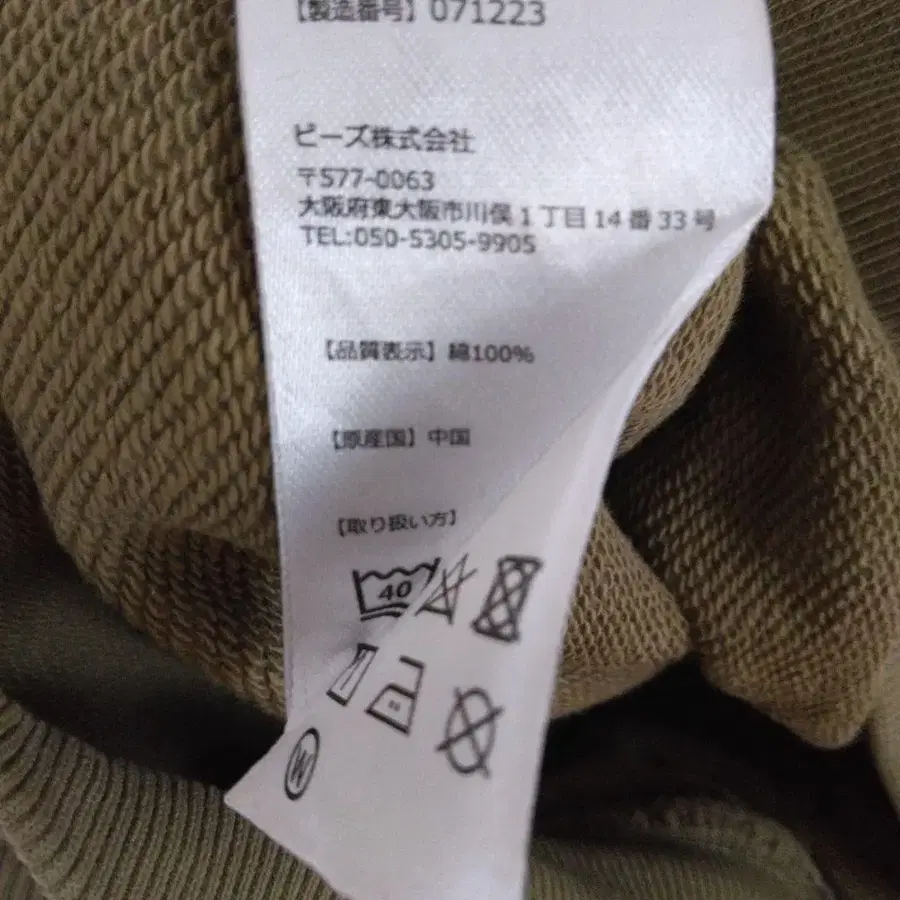 【製造番号】071223
ビーズ株式会社
〒577-0063
大阪府東大阪市川俣1丁目14番33号
TEL:050-5305-9905
【品質表示】綿100%
【原産国】中国
【取り扱い方】
40
W